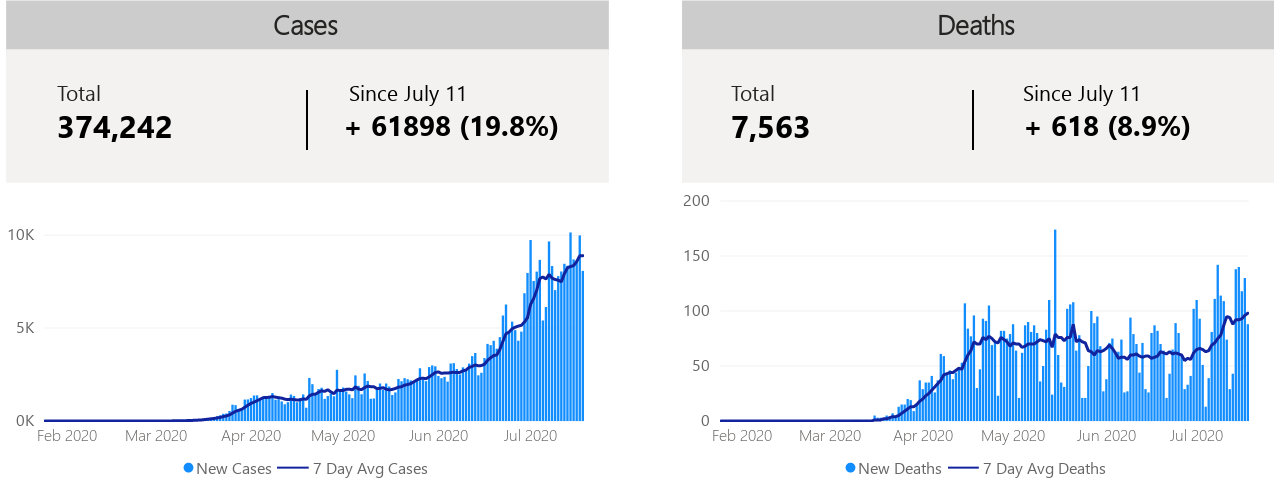 Cases
Total
374,242
Since July 11
+ 61898 (19.8%)
10K
5K
0K
Feb 2020 Mar 2020 Apr 2020 May 2020 Jun 2020 Jul 2020
New Cases 7 Day Avg Cases
Deaths
Total
7,563
Since July 11
+ 618 (8.9%)
200
150
100
50
0
Feb 2020 Mar 2020 Apr 2020 May 2020 Jun 2020 Jul 2020
New Deaths 7 Day Avg Deaths